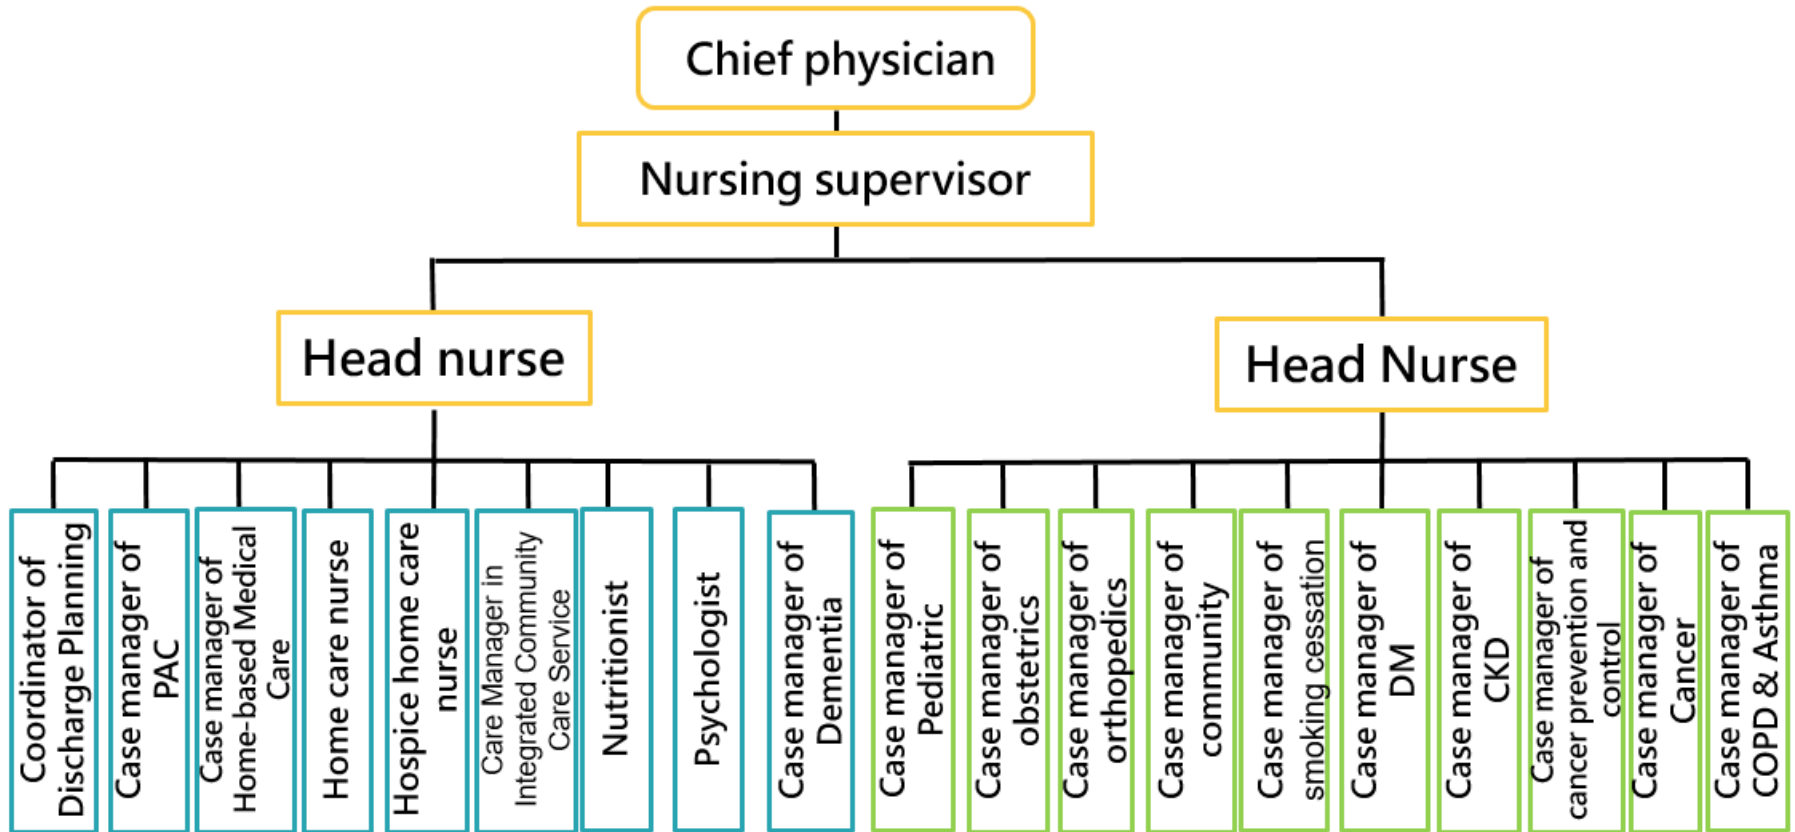 Chief physician
Nursing supervisor
Head nurse
Head Nurse
Coordinator of
Discharge Planning
Case manager of
PAC
Case manager of
Home-based Medical
Care
Home care nurse
Hospice home care
nurse
Care Manager in
Integrated Community
Care Service
Nutritionist
Psychologist
Case manager of
Dementia
Case manager of
Pediatric
Case manager of
obstetrics
Case manager of
orthopedics
Case manager of
community
Case manager of
smoking cessation
Case manager of
DM
Case manager of
CKD
Case manager of
cancer prevention and
control
Case manager of
Cancer
Case manager of
COPD & Asthma